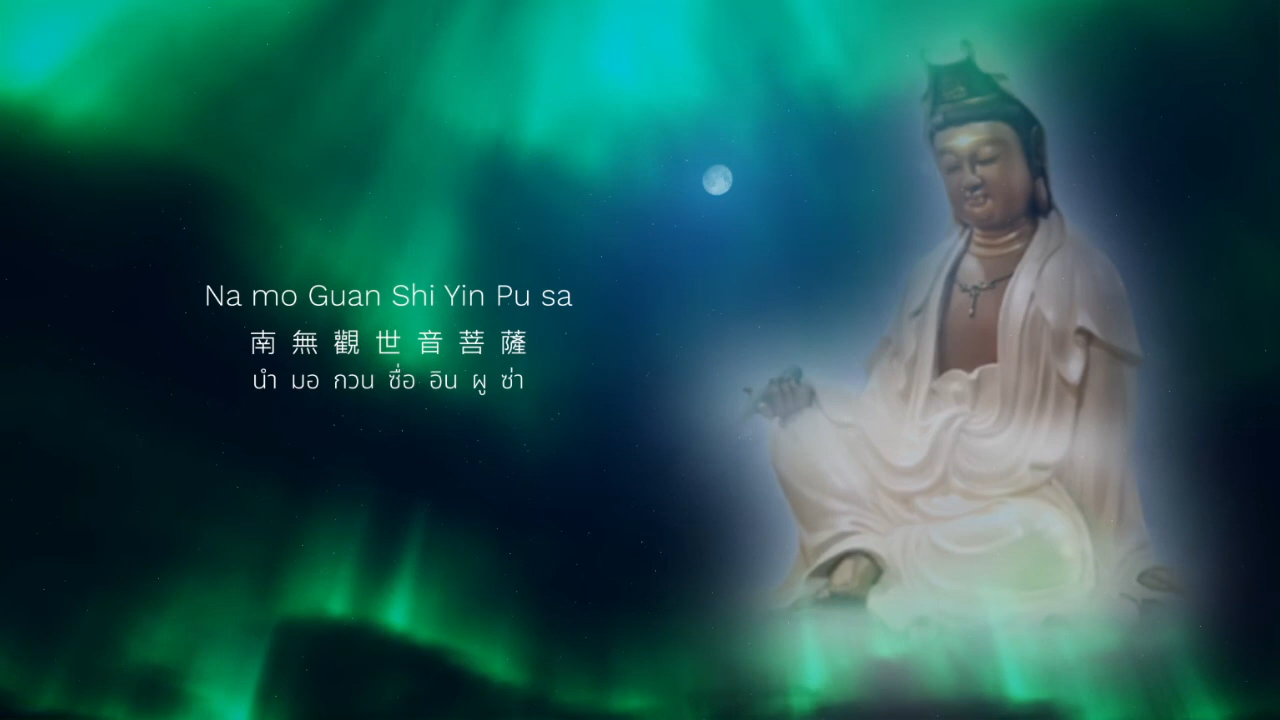 Na mo Guan Shi Yin Pu sa
南 無 觀 世 音 菩 薩
นำ มอ กวน ซื่อ อิน ผู ซ่า